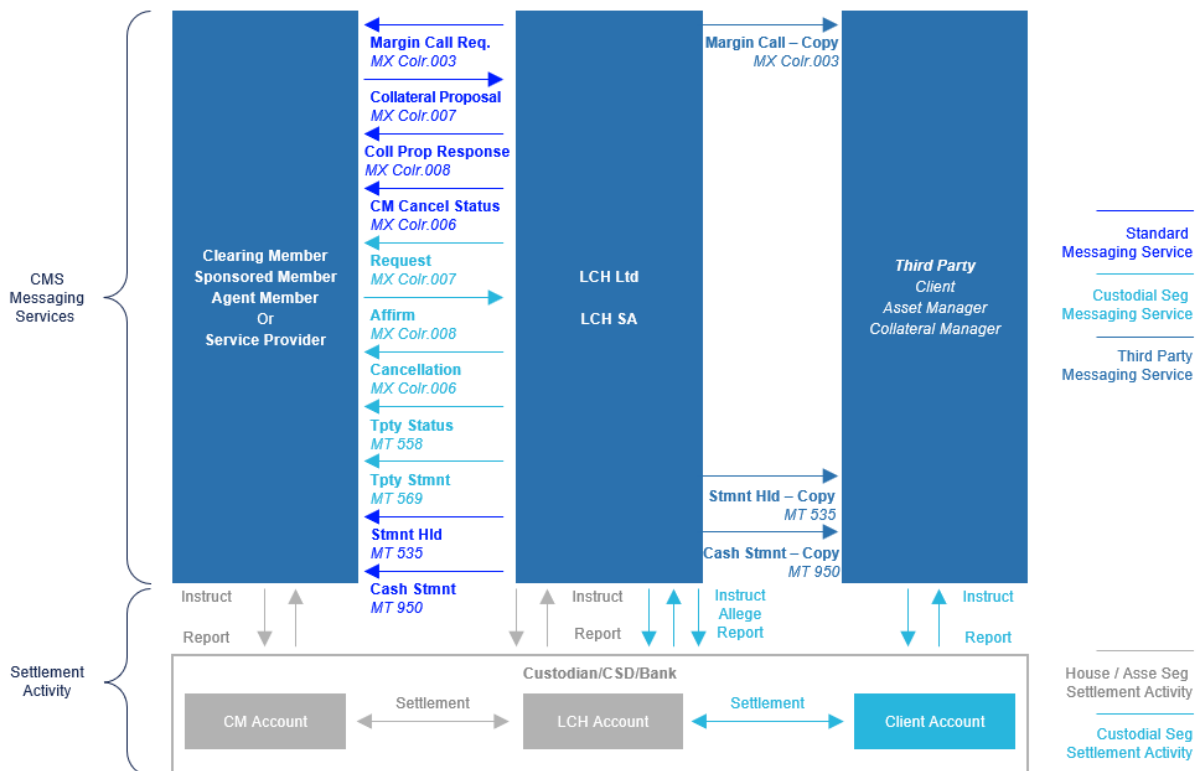 Margin Call Req.
MX Colr.003
Collateral Proposal
MX Colr.007
Coll Prop Response
MX Colr.008
CM Cancel Status
MX Colr.006
Request
MX Colr.007
Affirm
MX Colr.008
Cancellation
MX Colr.006
Tpty Status
MT 558
Tpty Stmnt
MT 569
Stmnt Hld
MT 535
Cash Stmnt
MT 950
Margin Call – Copy
MX Colr.003
Stmnt Hld – Copy
MT 535
Cash Stmnt – Copy
MT 950
CMS
Messaging
Services
Clearing Member
Sponsored Member
Agent Member
Or
Service Provider
LCH Ltd
LCH SA
Third Party
Client
Asset Manager
Collateral Manager
Standard
Messaging Service
Custodial Seg
Messaging Service
Third Party
Messaging Service
Instruct
Report
Instruct
Report
Instruct
Allege
Report
Instruct
Report
Settlement
Activity
Custodian/CSD/Bank
CM Account
Settlement
LCH Account
Settlement
Client Account
House / Asse Seg
Settlement Activity
Custodial Seg
Settlement Activity